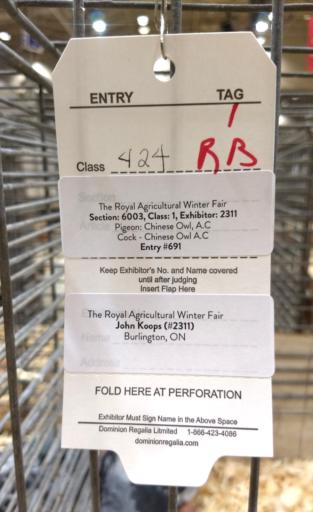 ENTRY TAG
1
Class 424 RB
The Royal Agricultural Winter Fair
Section: 6003, Class: 1, Exhibitor: 2311
Pigeon: Chinese Owl, A.C
Cock - Chinese Owl A.C
Entry #691
Keep Exhibitor's No. and Name covered
until after judging
Insert Flap Here
The Royal Agricultural Winter Fair
John Koops (#2311)
Burlington, ON
FOLD HERE AT PERFORATION
Exhibitor Must Sign Name in the Above Space
Dominion Regalia Limited 1-866-423-4086
dominionregalia.com